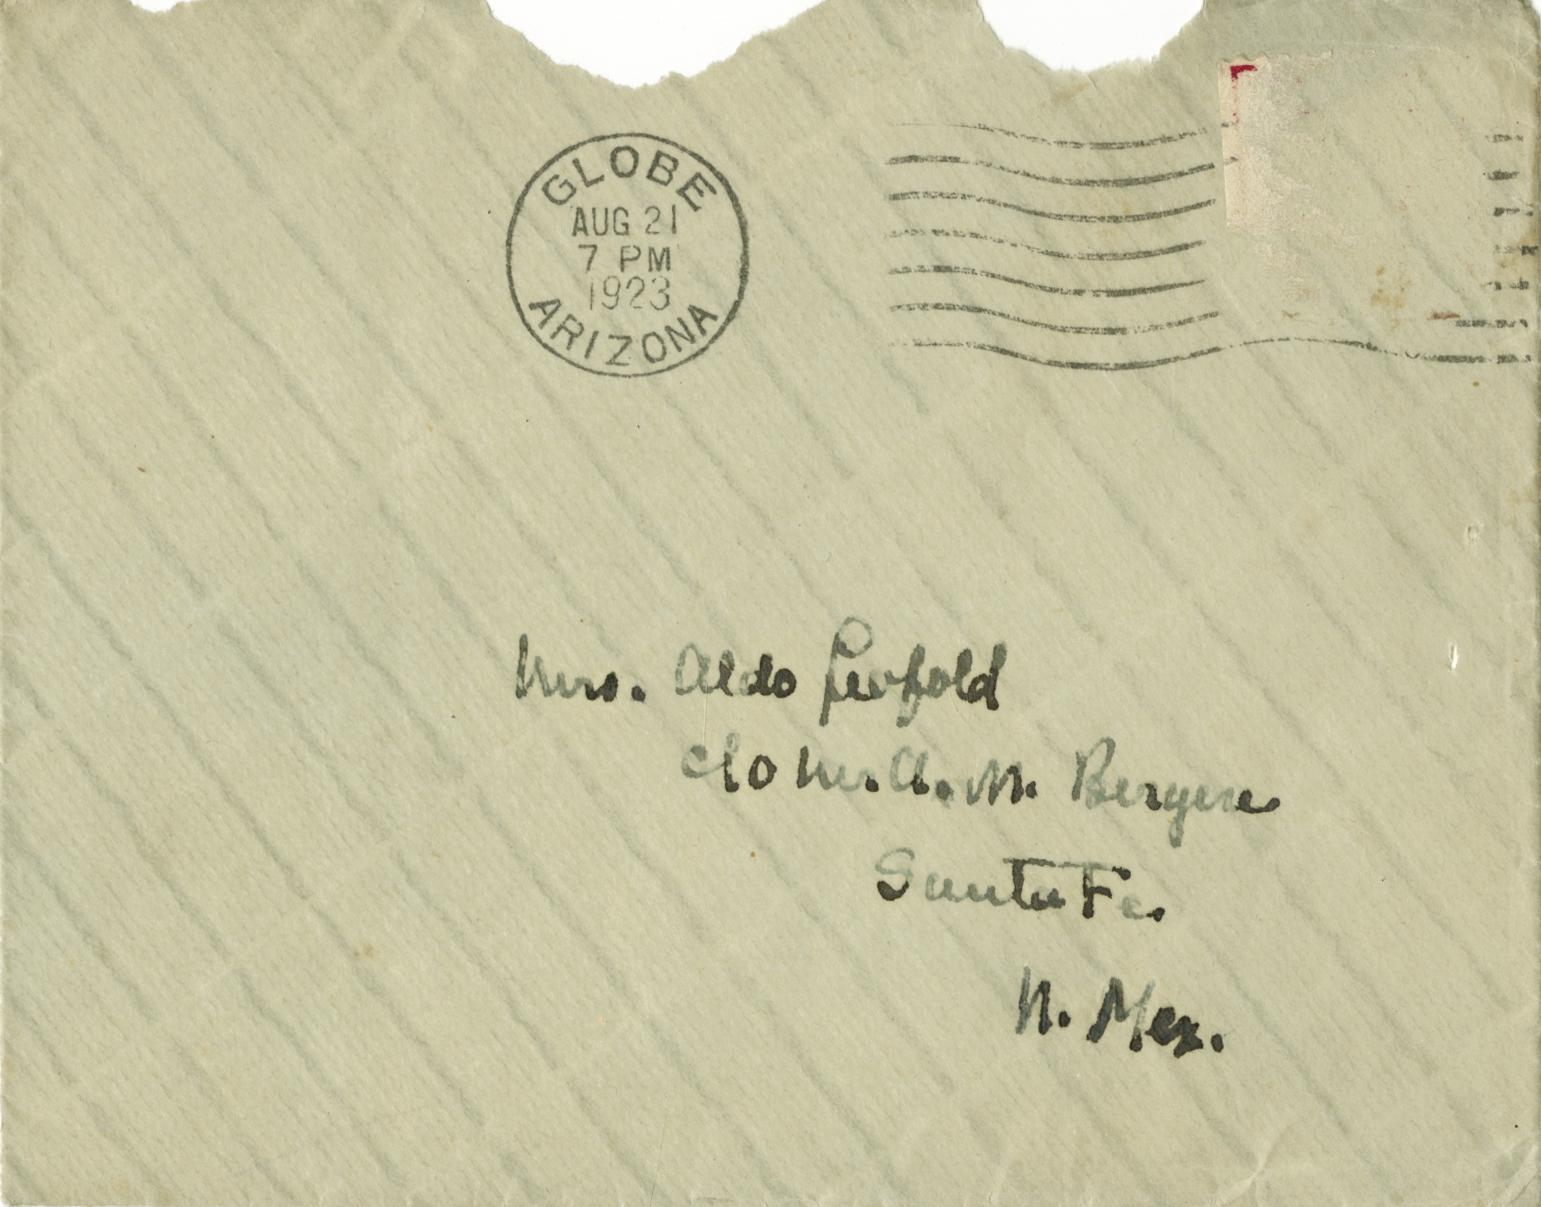 GLOBE
AUG 21
7 PM
1923
ARIZONA
Mrs. Aldo Leopold
c/o Mr. A. M. Bergere
Santa Fe.
N. Mex.